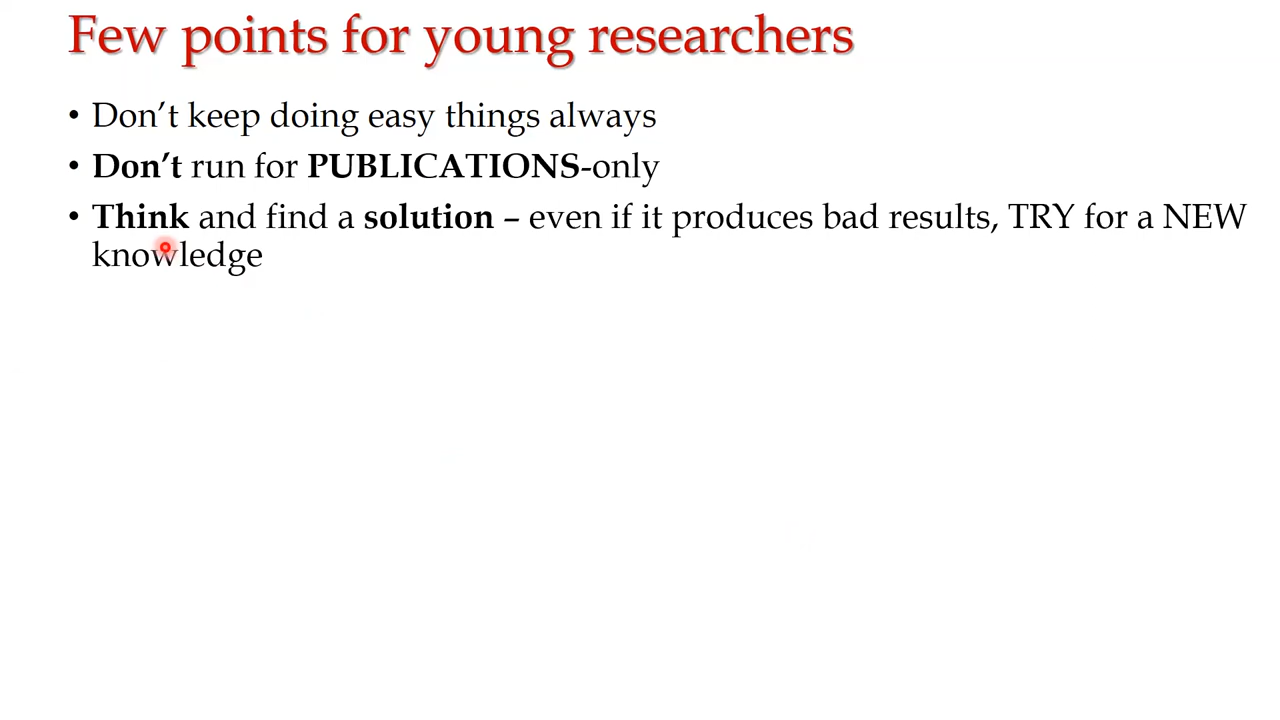 Few points for young researchers
• Don’t keep doing easy things always
• Don’t run for PUBLICATIONS-only
• Think and find a solution – even if it produces bad results, TRY for a NEW
knowledge